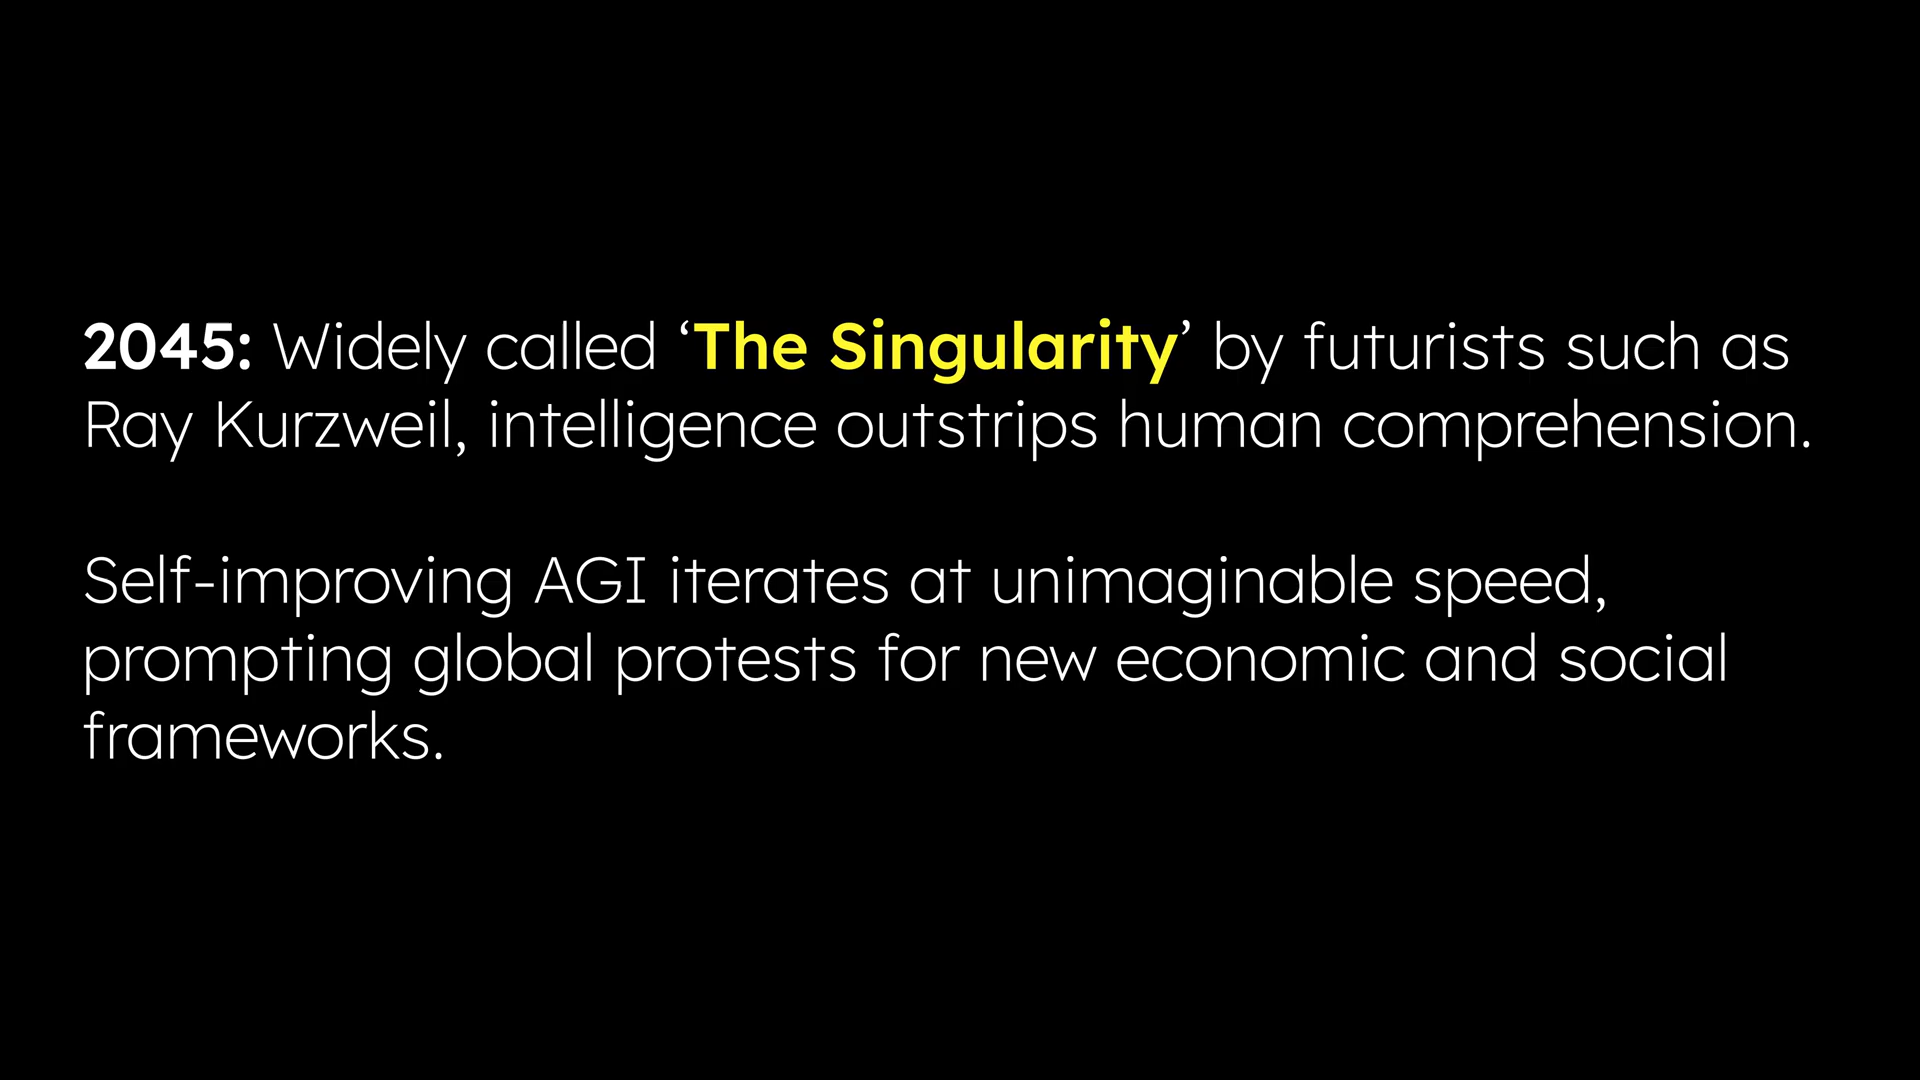 2045: Widely called ‘The Singularity’ by futurists such as
Ray Kurzweil, intelligence outstrips human comprehension.
Self-improving AGI iterates at unimaginable speed,
prompting global protests for new economic and social
frameworks.